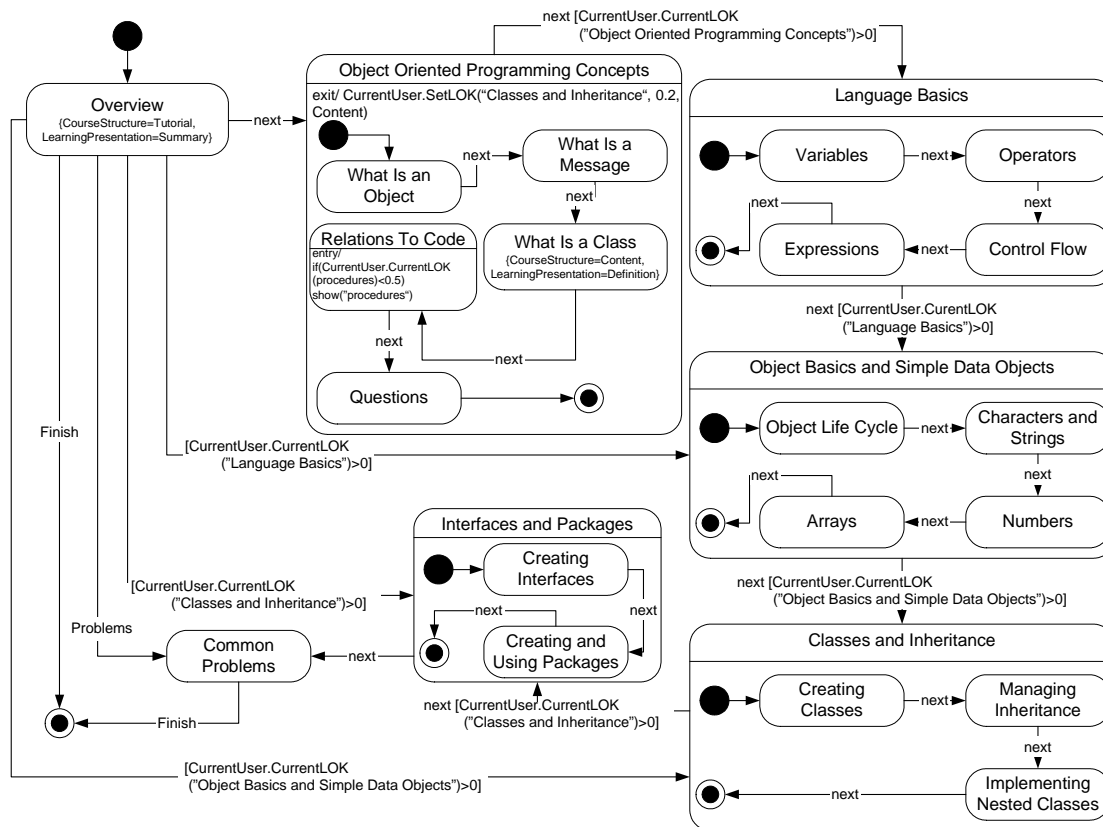 next [CurrentUser.CurrentLOK
("Object Oriented Programming Concepts")>0]
Overview
{CourseStructure=Tutorial,
LearningPresentation=Summary}
next
Object Oriented Programming Concepts
exit/ CurrentUser.SetLOK("Classes and Inheritance", 0.2,
Content)
What Is an
Object
next
What Is a
Message
next
What Is a Class
{CourseStructure=Content,
LearningPresentation=Definition}
Relations To Code
entry/
if(CurrentUser.CurrentLOK
(procedures)<0.5)
show("procedures")
next
next
Questions
Language Basics
Variables
next
Operators
next
next
Expressions
next
Control Flow
next [CurrentUser.CurentLOK
("Language Basics")>0]
Object Basics and Simple Data Objects
Object Life Cycle
next
Characters and
Strings
next
next
Arrays
next
Numbers
Finish
[CurrentUser.CurrentLOK
("Language Basics")>0]
Interfaces and Packages
Creating
Interfaces
next
next
Creating and
Using Packages
[CurrentUser.CurrentLOK
("Classes and Inheritance")>0]
next [CurrentUser.CurrentLOK
("Object Basics and Simple Data Objects")>0]
Problems
Common
Problems
next
Finish
next [CurrentUser.CurrentLOK
("Classes and Inheritance")>0]
Classes and Inheritance
Creating
Classes
next
Managing
Inheritance
next
Implementing
Nested Classes
next
[CurrentUser.CurrentLOK
("Object Basics and Simple Data Objects")>0]